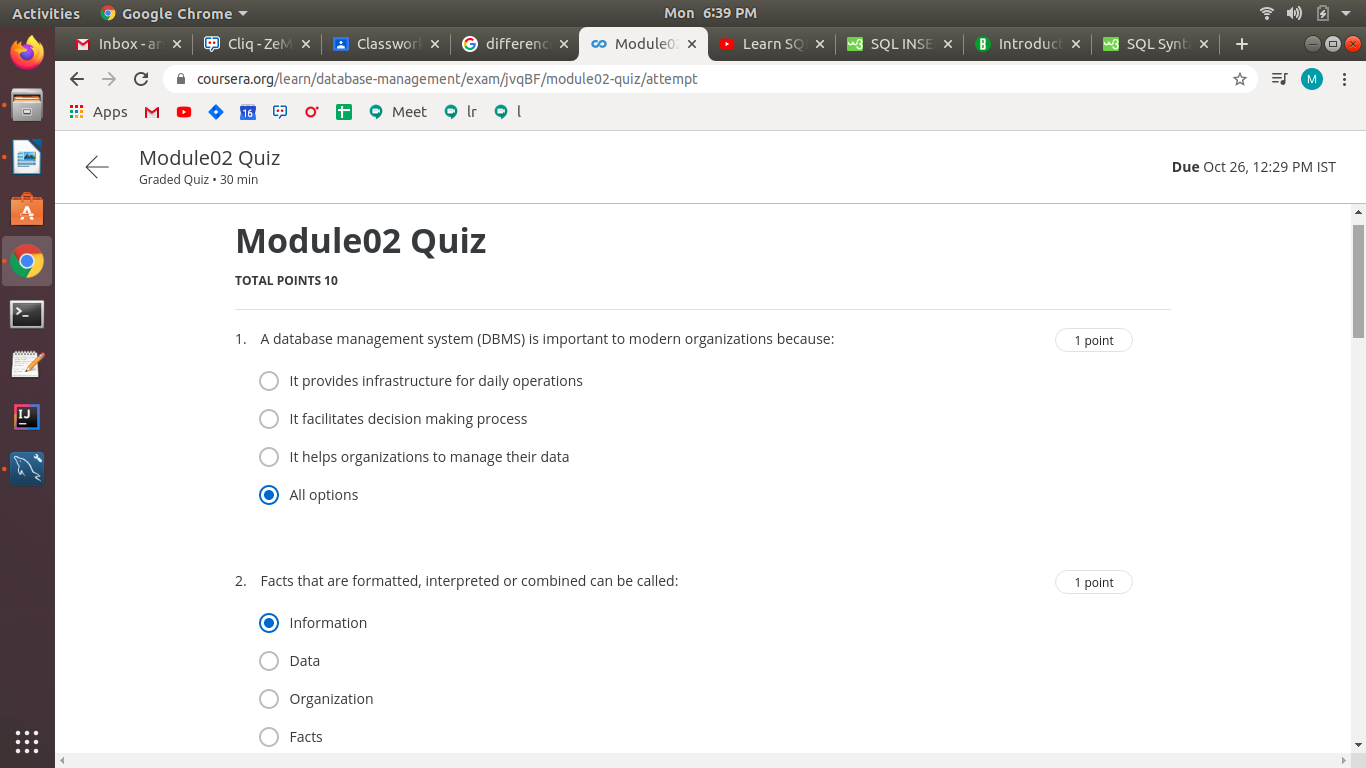 Activities Google Chrome Mon 6:39 PM
Inbox - ar Cliq - ZeM Classwor differenc Module0 Learn SQ SQL INSE Introduc SQL Synt
coursera.org/learn/database-management/exam/jvqBF/module02-quiz/attempt M
Apps 16 Meet lr l
Module02 Quiz
Graded Quiz • 30 min
Due Oct 26, 12:29 PM IST
Module02 Quiz
TOTAL POINTS 10
1. A database management system (DBMS) is important to modern organizations because: 1 point
It provides infrastructure for daily operations
It facilitates decision making process
It helps organizations to manage their data
All options
2. Facts that are formatted, interpreted or combined can be called: 1 point
Information
Data
Organization
Facts